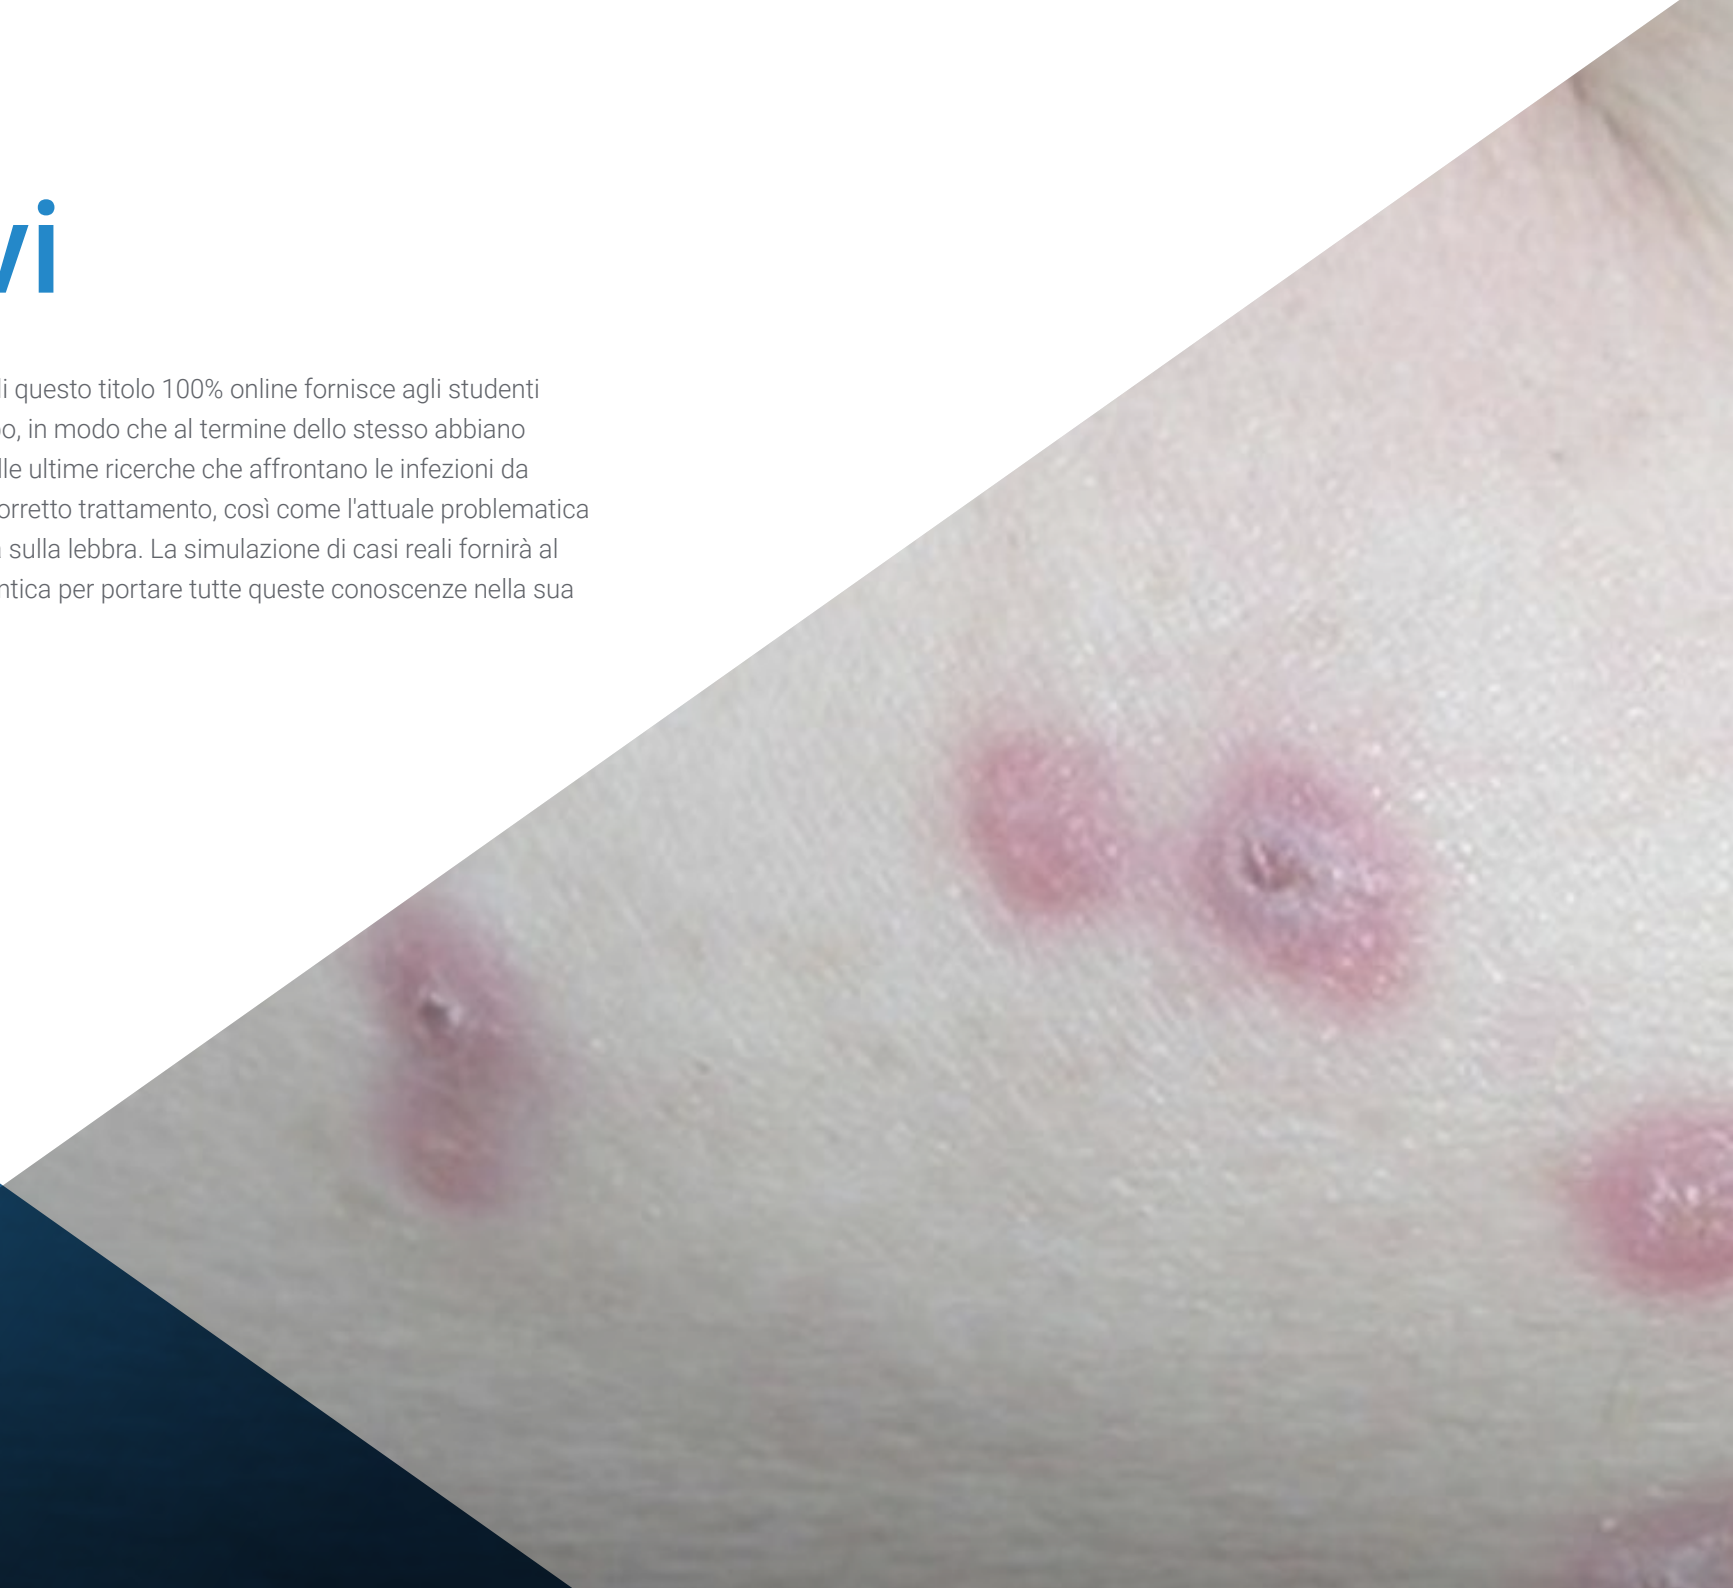 vi
di questo titolo 100% online fornisce agli studenti
o, in modo che al termine dello stesso abbiano
lle ultime ricerche che affrontano le infezioni da
orretto trattamento, così come l'attuale problematica
sulla lebbra. La simulazione di casi reali fornirà al
ntica per portare tutte queste conoscenze nella sua